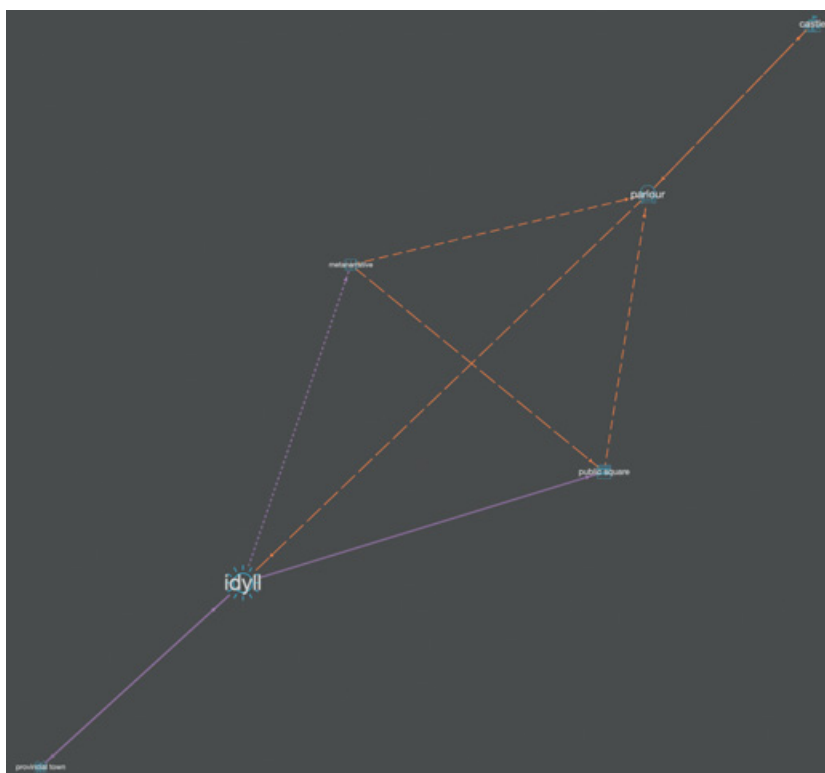 castle
parlour
metanarrative
public square
idyll
provincial town